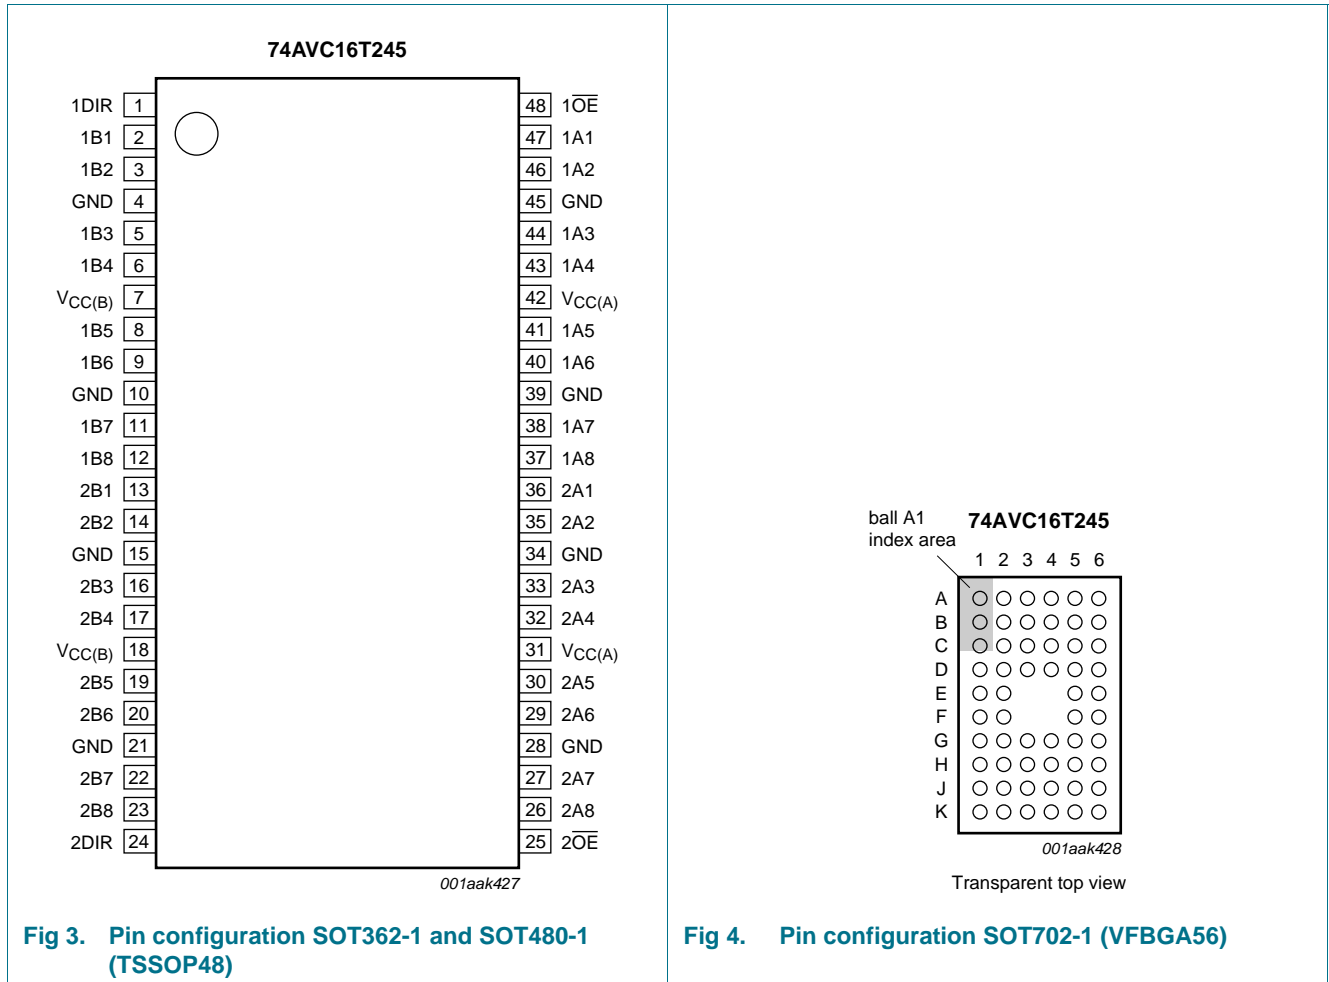 74AVC16T245
1DIR 1 48 1OE
1B1 2 47 1A1
1B2 3 46 1A2
GND 4 45 GND
1B3 5 44 1A3
1B4 6 43 1A4
VCC(B) 7 42 VCC(A)
1B5 8 41 1A5
1B6 9 40 1A6
GND 10 39 GND
1B7 11 38 1A7
1B8 12 37 1A8
2B1 13 36 2A1
2B2 14 35 2A2
GND 15 34 GND
2B3 16 33 2A3
2B4 17 32 2A4
VCC(B) 18 31 VCC(A)
2B5 19 30 2A5
2B6 20 29 2A6
GND 21 28 GND
2B7 22 27 2A7
2B8 23 26 2A8
2DIR 24 25 2OE
001aak427
Fig 3. Pin configuration SOT362-1 and SOT480-1
(TSSOP48)
ball A1
index area
74AVC16T245
1 2 3 4 5 6
A
B
C
D
E
F
G
H
J
K
001aak428
Transparent top view
Fig 4. Pin configuration SOT702-1 (VFBGA56)